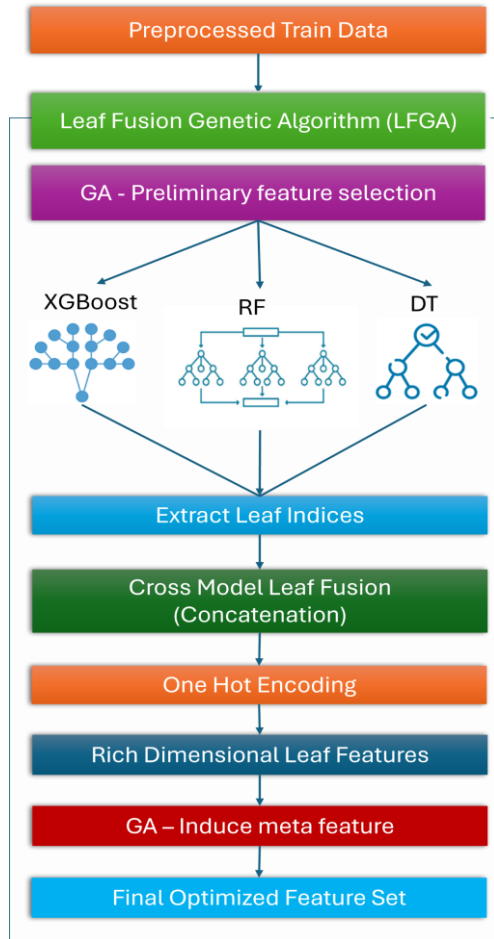 Preprocessed Train Data
Leaf Fusion Genetic Algorithm (LFGA)
GA - Preliminary feature selection
XGBoost
RF
DT
Extract Leaf Indices
Cross Model Leaf Fusion
(Concatenation)
One Hot Encoding
Rich Dimensional Leaf Features
GA – Induce meta feature
Final Optimized Feature Set